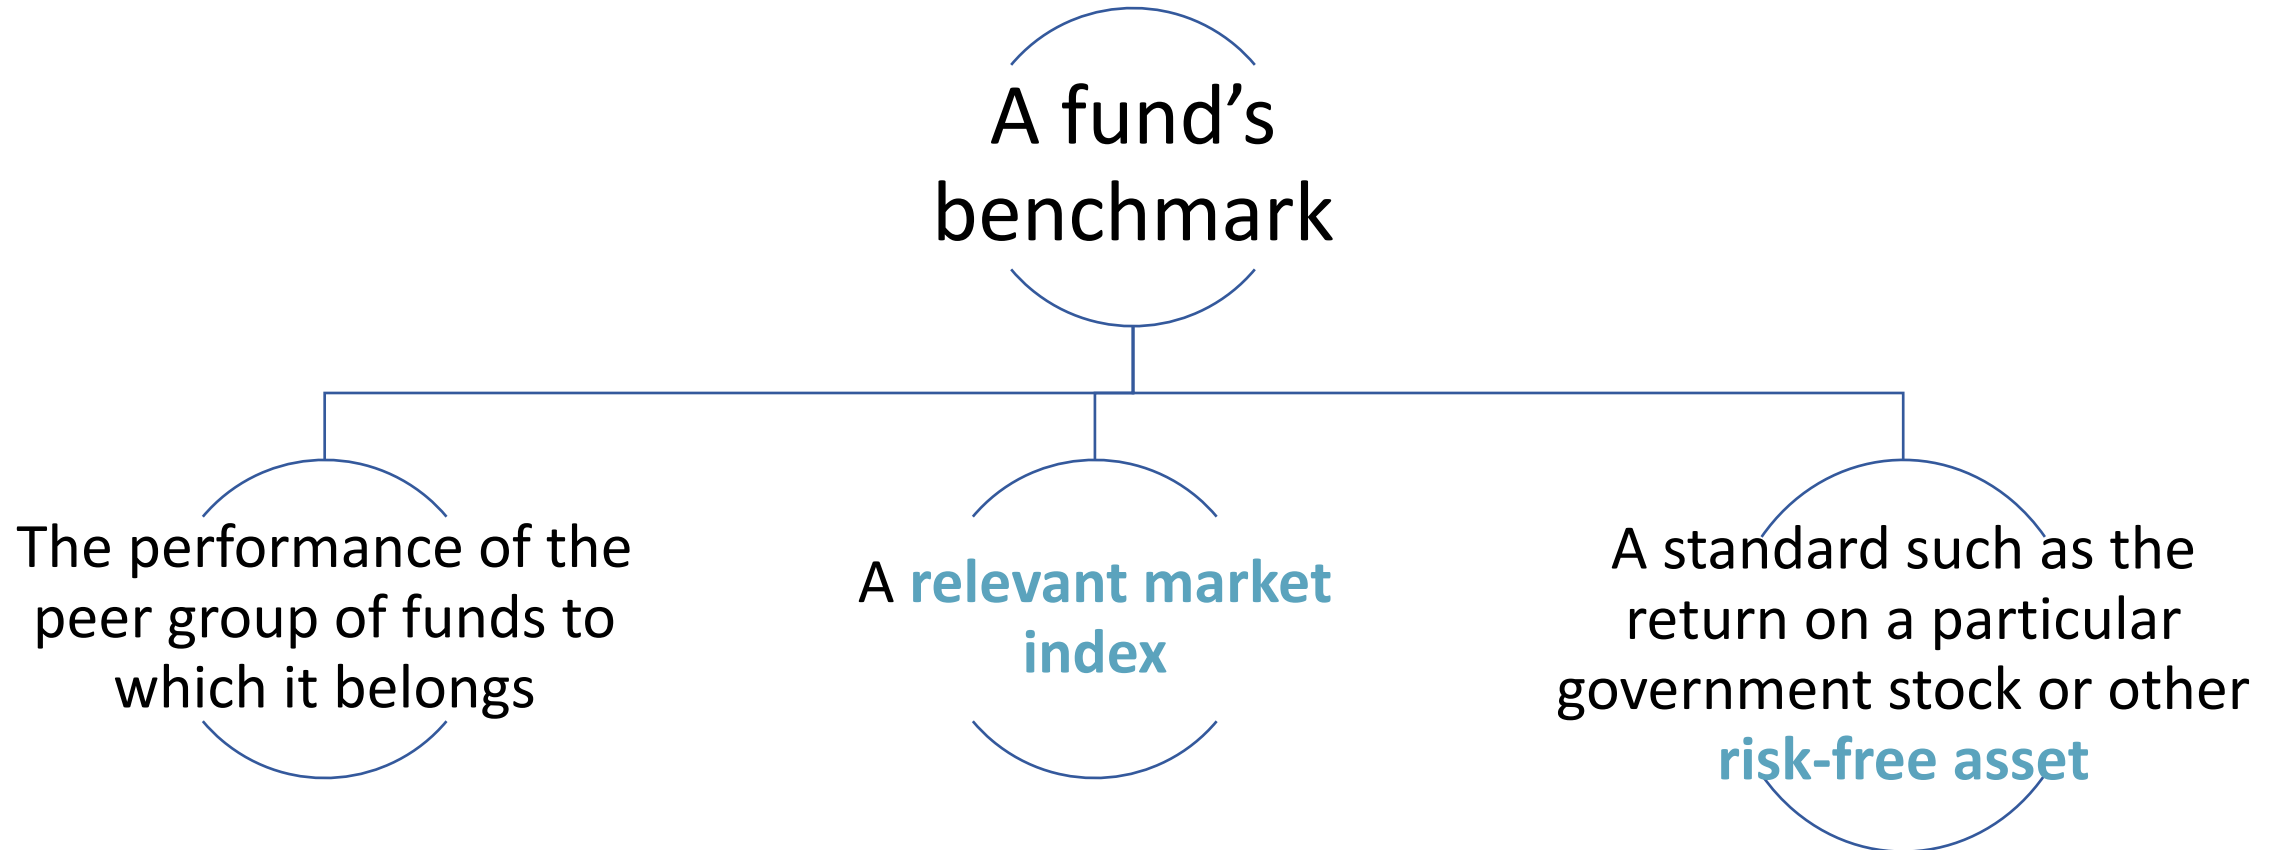 A fund’s
benchmark
The performance of the
peer group of funds to
which it belongs
A relevant market
index
A standard such as the
return on a particular
government stock or other
risk-free asset